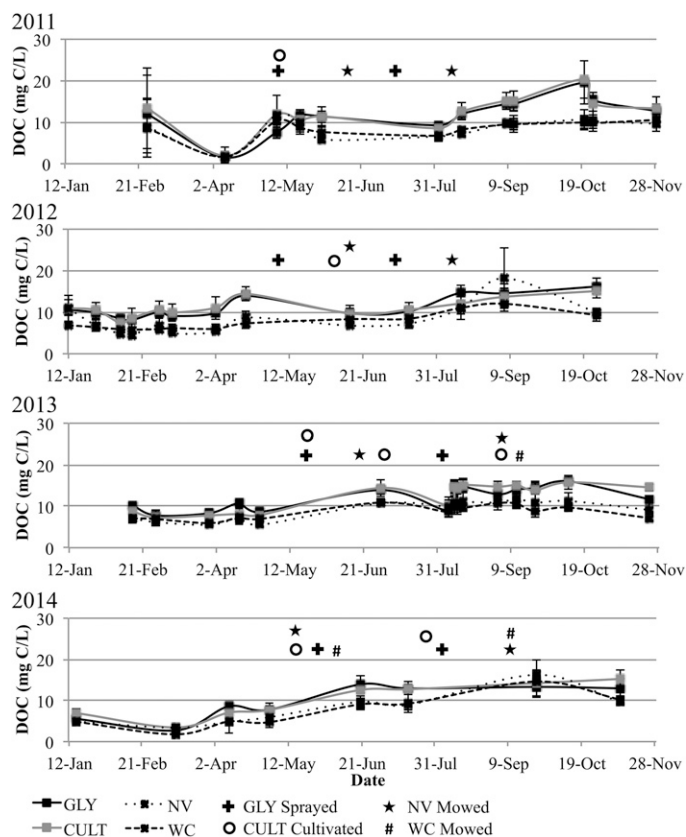 2011
DOC (mg C/L)
30
20
10
0
12-Jan 21-Feb 2-Apr 12-May 21-Jun 31-Jul 9-Sep 19-Oct 28-Nov
2012
DOC (mg C/L)
30
20
10
0
12-Jan 21-Feb 2-Apr 12-May 21-Jun 31-Jul 9-Sep 19-Oct 28-Nov
2013
DOC (mg C/L)
30
20
10
0
#
12-Jan 21-Feb 2-Apr 12-May 21-Jun 31-Jul 9-Sep 19-Oct 28-Nov
2014
DOC (mg C/L)
30
20
10
0
# #
12-Jan 21-Feb 2-Apr 12-May 21-Jun 31-Jul 9-Sep 19-Oct 28-Nov
Date
GLY NV GLY Sprayed NV Mowed
CULT WC CULT Cultivated # WC Mowed